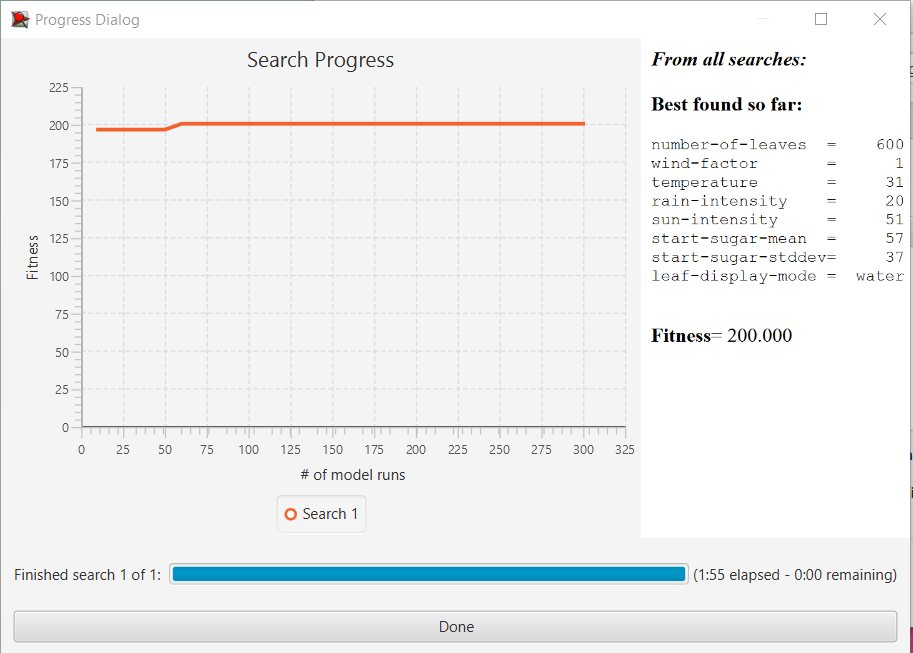 Progress Dialog
Search Progress
225
200
175
150
125
100
75
50
25
0
Fitness
0 25 50 75 100 125 150 175 200 225 250 275 300 325
# of model runs
Search 1
From all searches:
Best found so far:
number-of-leaves = 600
wind-factor = 1
temperature = 31
rain-intensity = 20
sun-intensity = 51
start-sugar-mean = 57
start-sugar-stddev= 37
leaf-display-mode = water
Fitness= 200.000
Finished search 1 of 1: (1:55 elapsed - 0:00 remaining)
Done